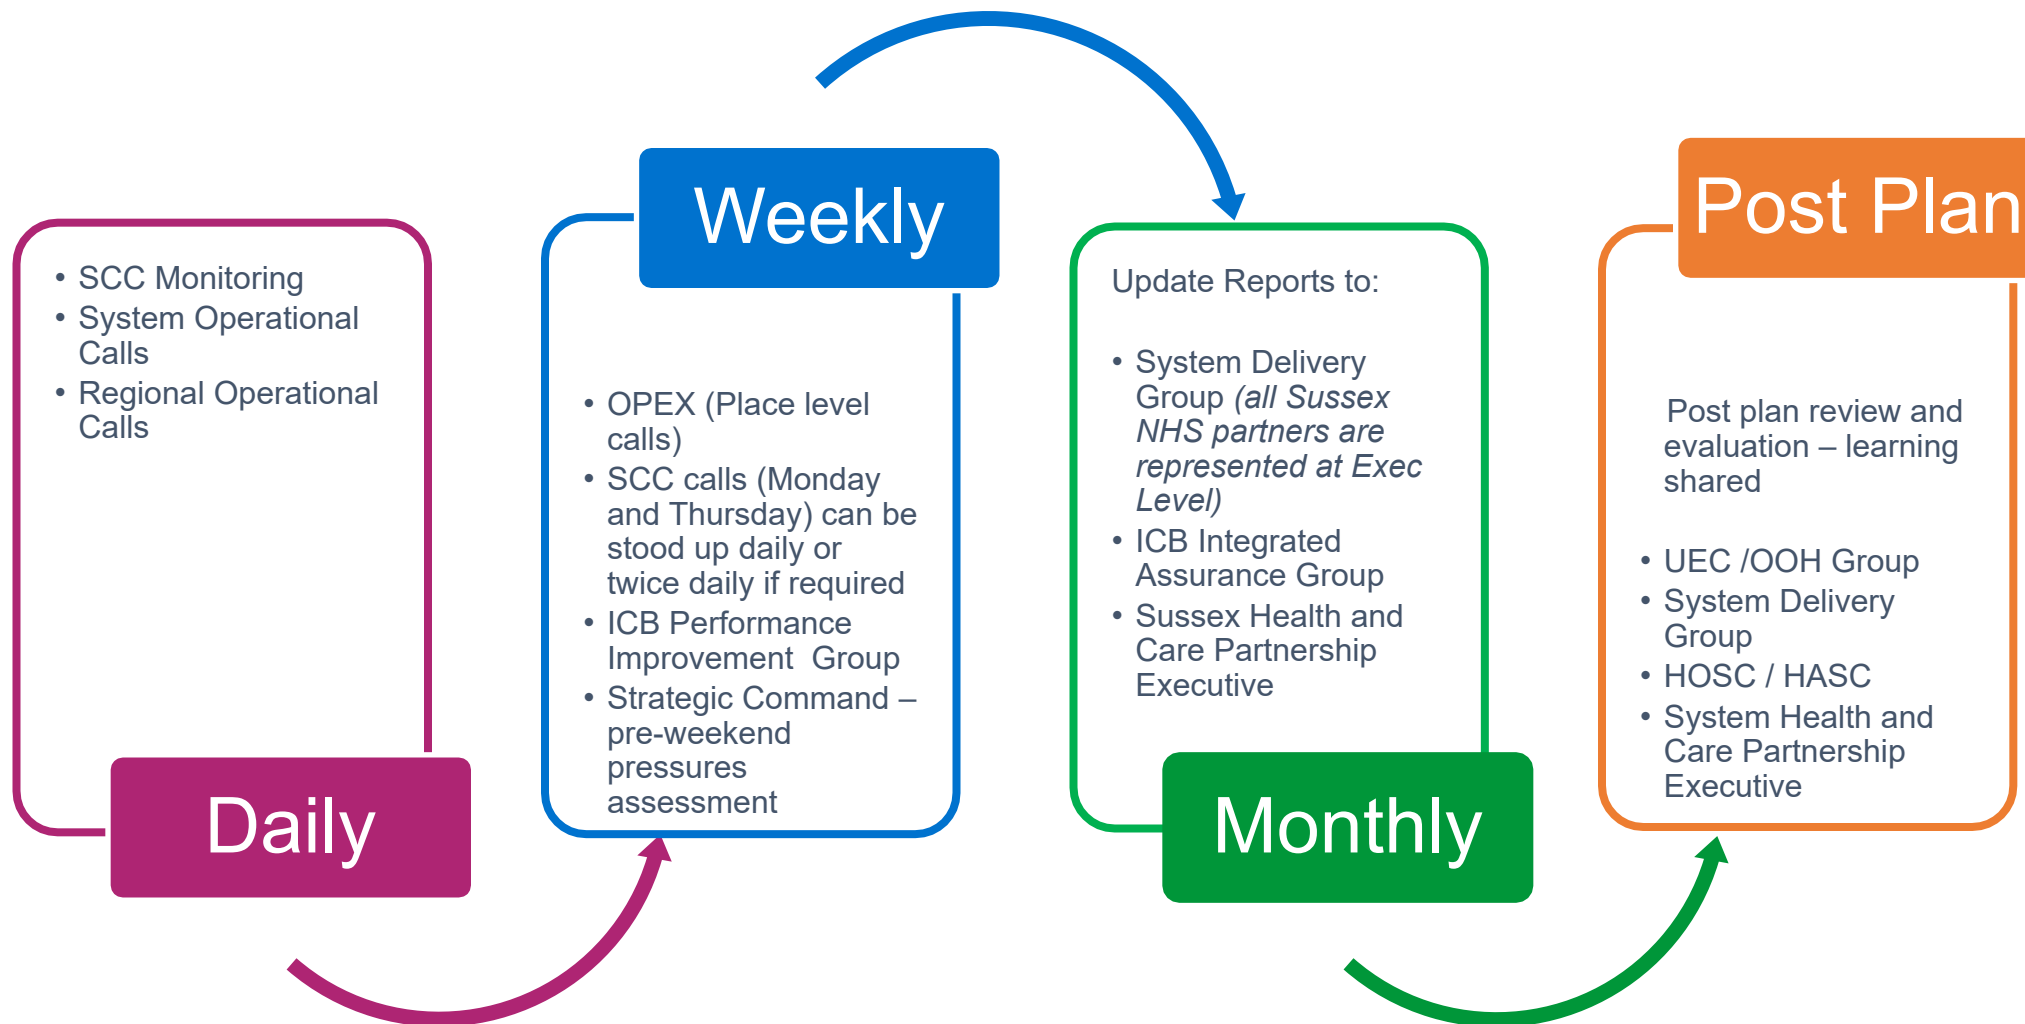 • SCC Monitoring
• System Operational
Calls
• Regional Operational
Calls
Daily
Weekly
• OPEX (Place level
calls)
• SCC calls (Monday
and Thursday) can be
stood up daily or
twice daily if required
• ICB Performance
Improvement  Group
• Strategic Command –
pre-weekend
pressures
assessment
Update Reports to:
• System Delivery
Group (all Sussex
NHS partners are
represented at Exec
Level)
• ICB Integrated
Assurance Group
• Sussex Health and
Care Partnership
Executive
Monthly
Post Plan
Post plan review and
evaluation – learning
shared
• UEC /OOH Group
• System Delivery
Group
• HOSC / HASC
• System Health and
Care Partnership
Executive